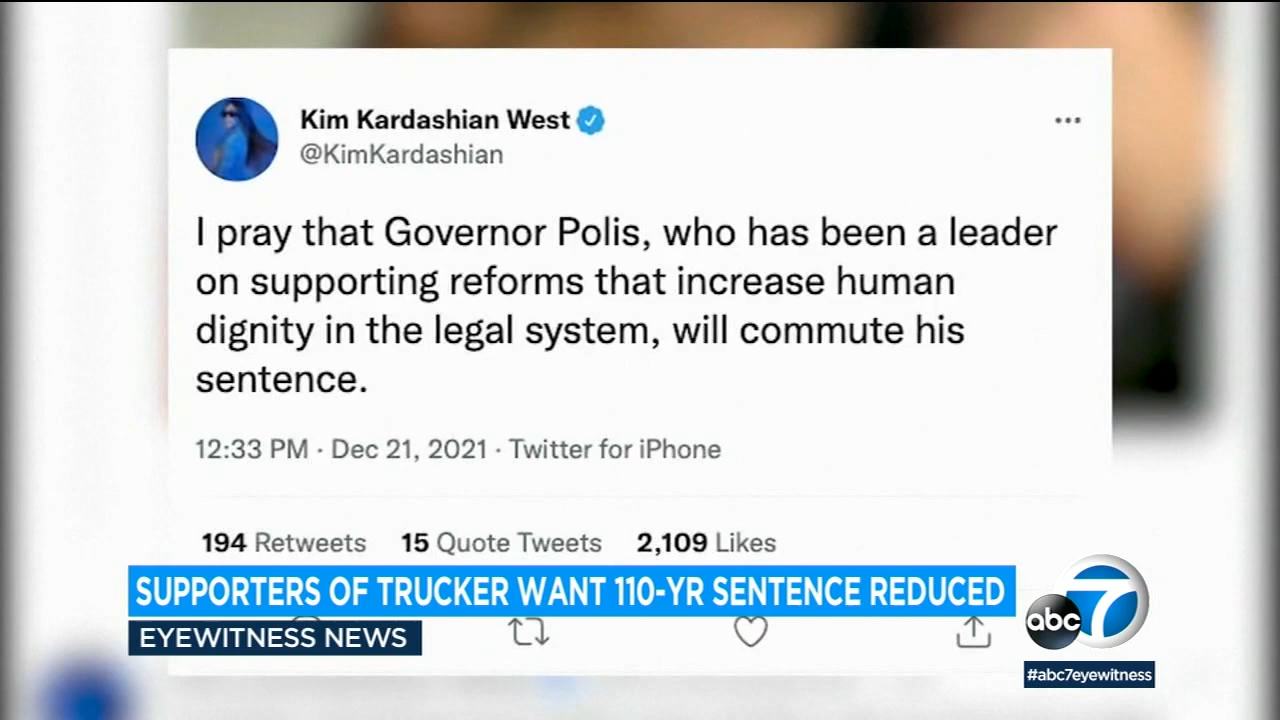 Kim Kardashian West
@KimKardashian
I pray that Governor Polis, who has been a leader
on supporting reforms that increase human
dignity in the legal system, will commute his
sentence.
12:33 PM · Dec 21, 2021 · Twitter for iPhone
194 Retweets 15 Quote Tweets 2,109 Likes
SUPPORTERS OF TRUCKER WANT 110-YR SENTENCE REDUCED
EYEWITNESS NEWS
abc 7
#abc7eyewitness